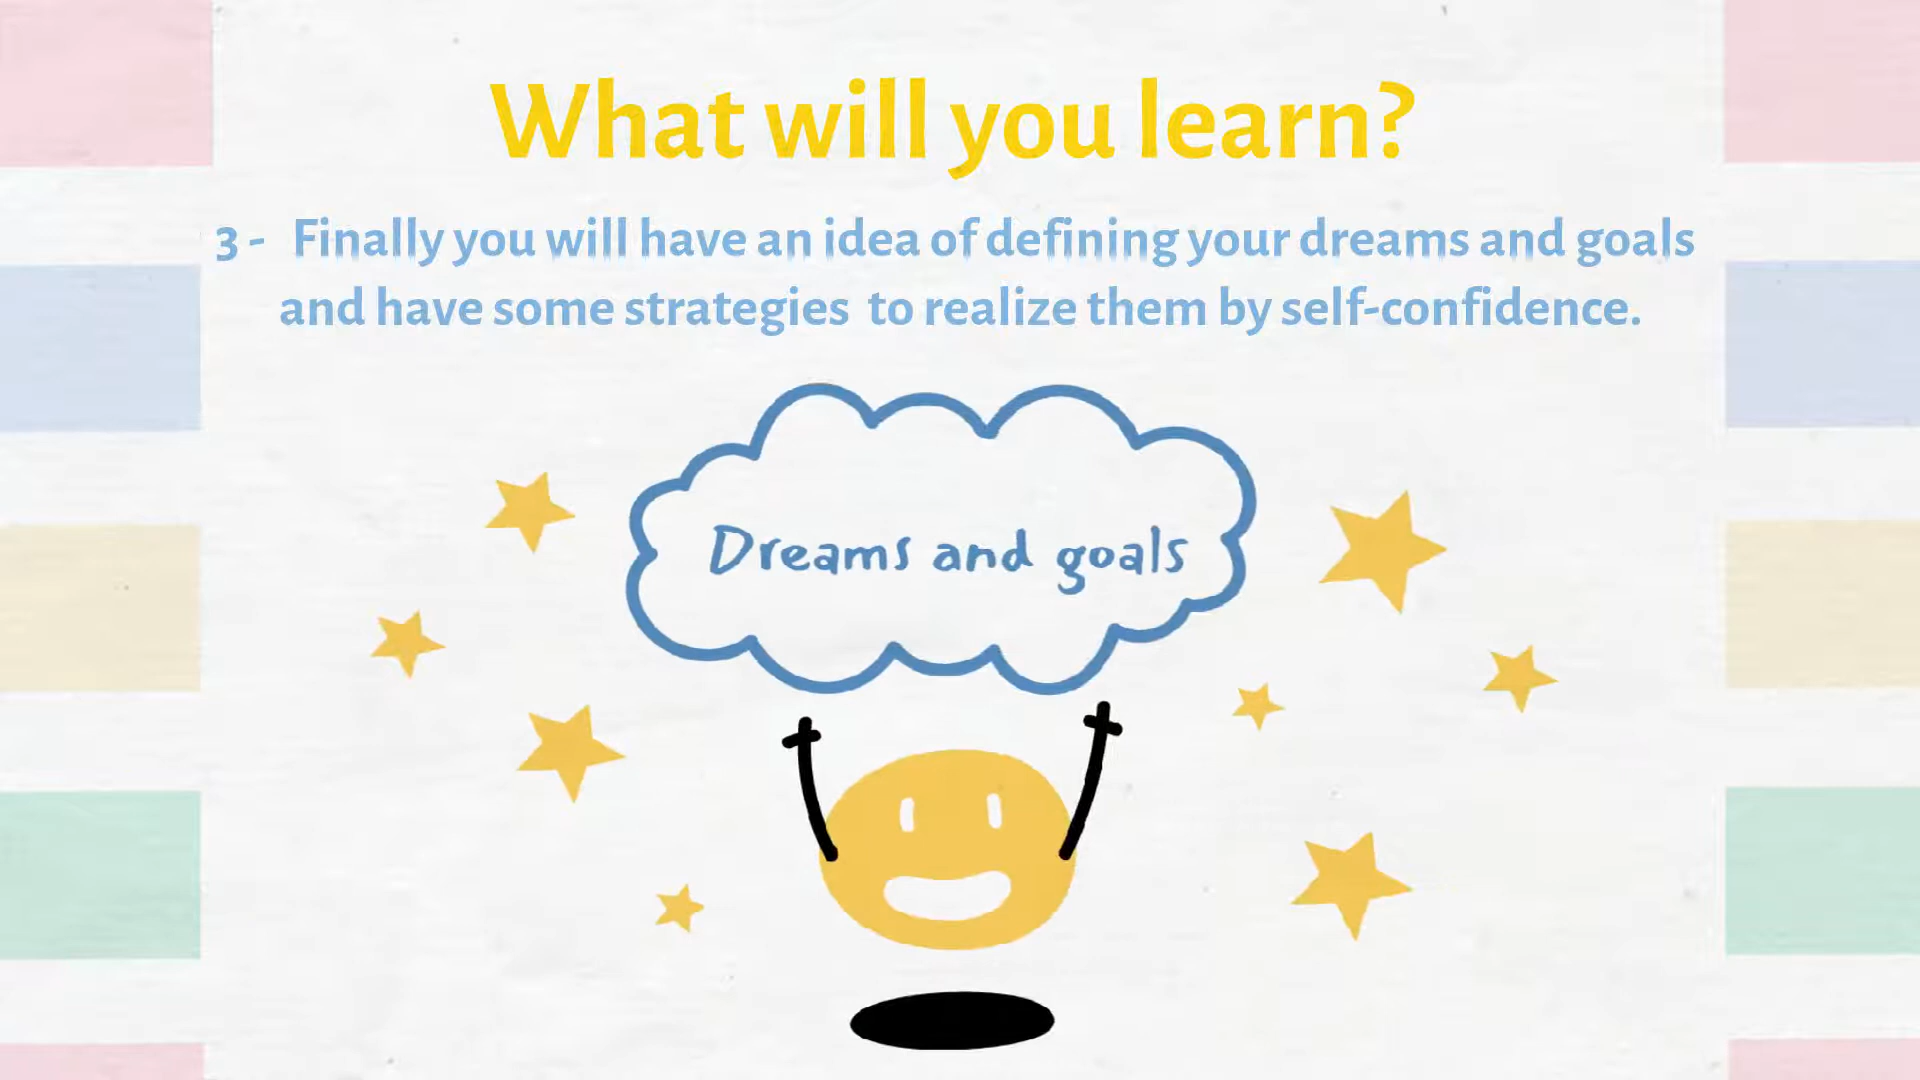 What will you learn?
3 - Finally you will have an idea of defining your dreams and goals
and have some strategies to realize them by self-confidence.
Dreams and goals